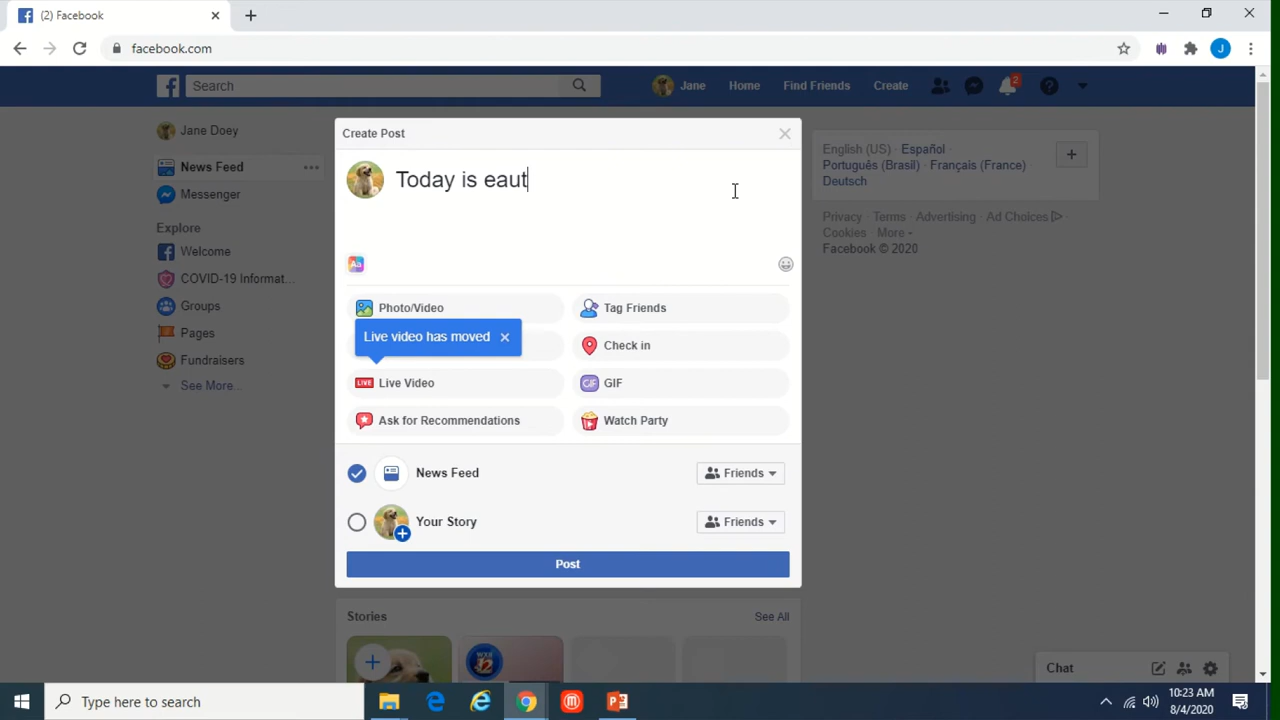 (2) Facebook
facebook.com
J
Search
Jane
Home
Find Friends
Create
2
Jane Doey
News Feed
Messenger
Explore
Welcome
COVID-19 Informat...
Groups
Pages
Fundraisers
See More...
Create Post
Today is eaut
Aa
Photo/Video
Tag Friends
Live video has moved
Check in
LIVE Live Video
GIF GIF
Ask for Recommendations
Watch Party
News Feed
Friends
Your Story
Friends
Post
Stories
See All
English (US) · Español ·
Português (Brasil) · Français (France) ·
Deutsch
Privacy · Terms · Advertising · Ad Choices ·
Cookies · More
Facebook © 2020
Chat
Type here to search
10:23 AM
8/4/2020